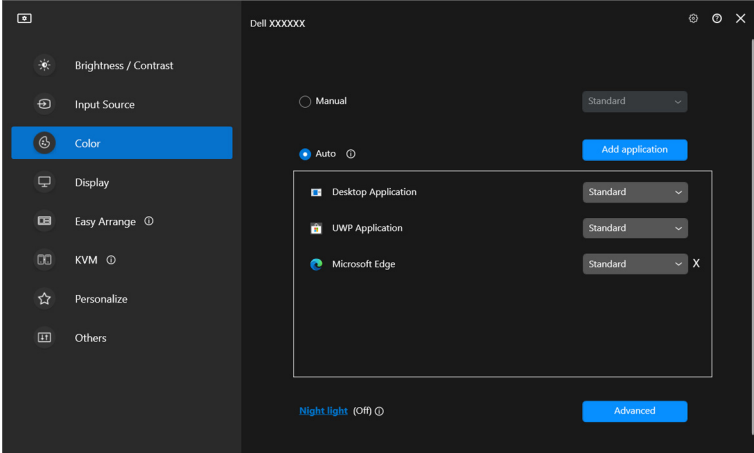 Dell XXXXXX
Brightness / Contrast
Input Source
Color
Display
Easy Arrange
KVM
Personalize
Others
Manual
Standard
Auto
Add application
Desktop Application
Standard
UWP Application
Standard
Microsoft Edge
Standard
X
Night light (Off)
Advanced